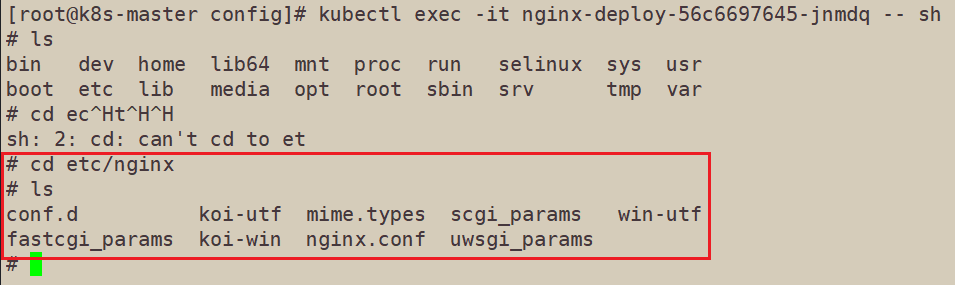 [root@k8s-master config]# kubectl exec -it nginx-deploy-56c6697645-jnmdq -- sh
# ls
bin   dev  home  lib64  mnt  proc  run   selinux  sys  usr
boot  etc  lib   media  opt  root  sbin  srv      tmp  var
# cd ec^Ht^H^H
sh: 2: cd: can't cd to et
# cd etc/nginx
# ls
conf.d          koi-utf  mime.types  scgi_params   win-utf
fastcgi_params  koi-win  nginx.conf  uwsgi_params
#